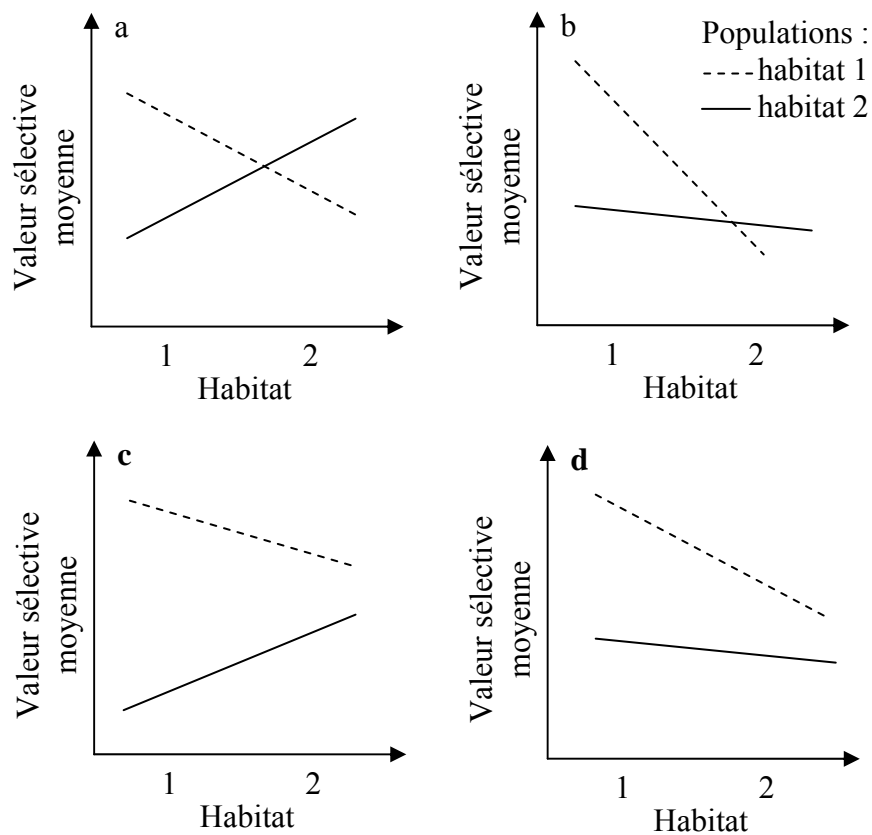 a
Valeur sélective
moyenne
1 2
Habitat
b
Populations :
habitat 1
habitat 2
Valeur sélective
moyenne
1 2
Habitat
c
Valeur sélective
moyenne
1 2
Habitat
d
Valeur sélective
moyenne
1 2
Habitat